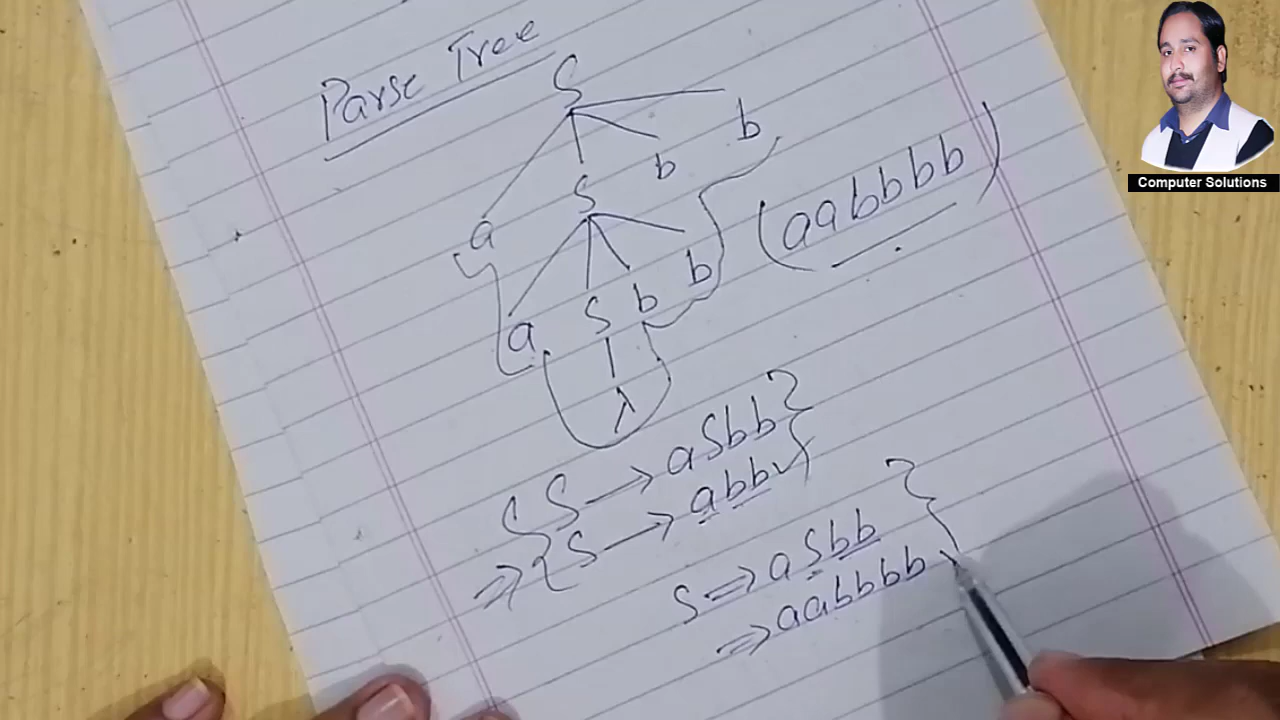 Parse Tree
S
b
b
S
a
(aabbbb)
b
b
S
a
λ
S → aSbb
⇒ { S → abb
S ⇒ aSbb
⇒ aabbbb
Computer Solutions